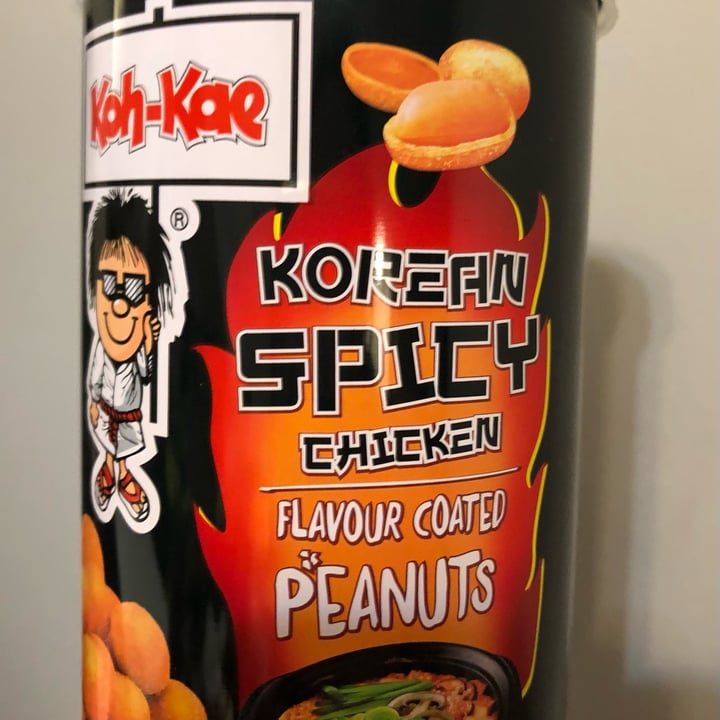 Koh-Kae
®
KOREAN
SPICY
CHICKEN
FLAVOUR COATED
PEANUTS